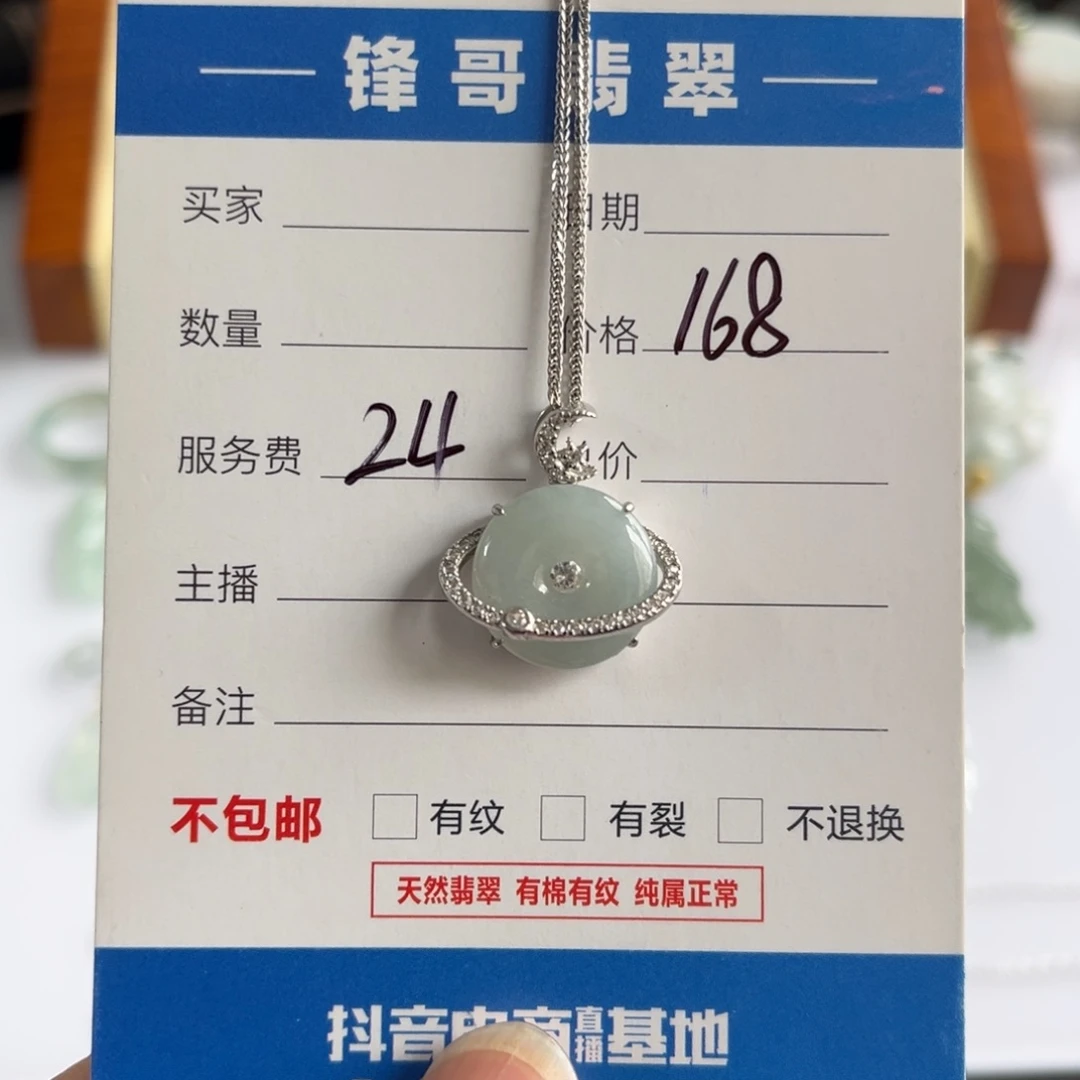 锋哥翡翠
买家 日期
数量 价格 168
服务费 24 价
主播
备注
不包邮 有纹 有裂 不退换
天然翡翠 有棉有纹 纯属正常
抖音电商直播基地